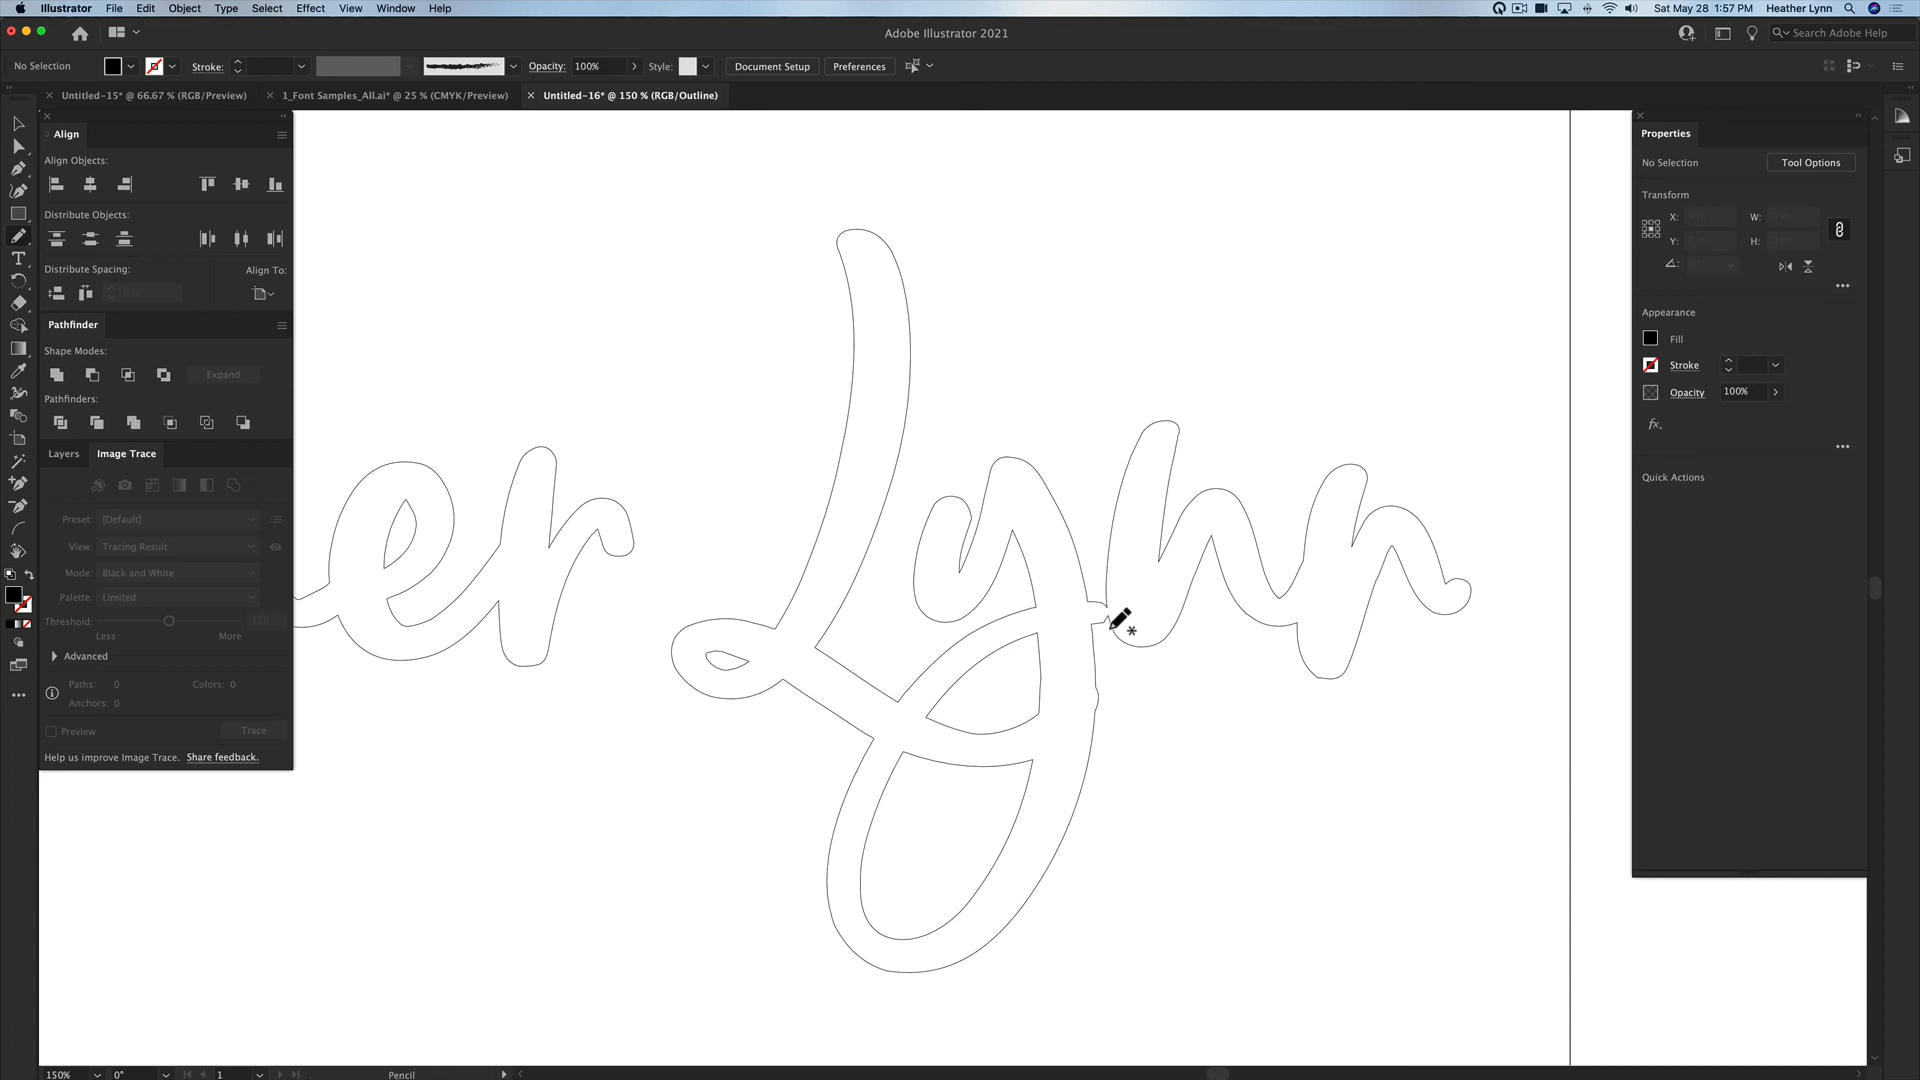 Illustrator File Edit Object Type Select Effect View Window Help
Sat May 28 1:57 PM Heather Lynn
Adobe Illustrator 2021
Search Adobe Help
No Selection Stroke: Opacity: 100% Style: Document Setup Preferences
Untitled-15* @ 66.67 % (RGB/Preview) 1_Font Samples_All.ai* @ 25 % (CMYK/Preview) Untitled-16* @ 150 % (RGB/Outline)
Align
Align Objects:
Distribute Objects:
Distribute Spacing: Align To:
Pathfinder
Shape Modes:
Expand
Pathfinders:
Layers Image Trace
Preset: [Default]
View: Tracing Result
Mode: Black and White
Palette: Limited
Threshold:
Less More
Advanced
Paths: 0 Colors: 0
Anchors: 0
Preview Trace
Help us improve Image Trace. Share feedback.
er Lynn
Properties
No Selection Tool Options
Transform
X: W:
Y: H:
Appearance
Fill
Stroke
Opacity 100%
fx.
Quick Actions
150% 0° 1 Pencil